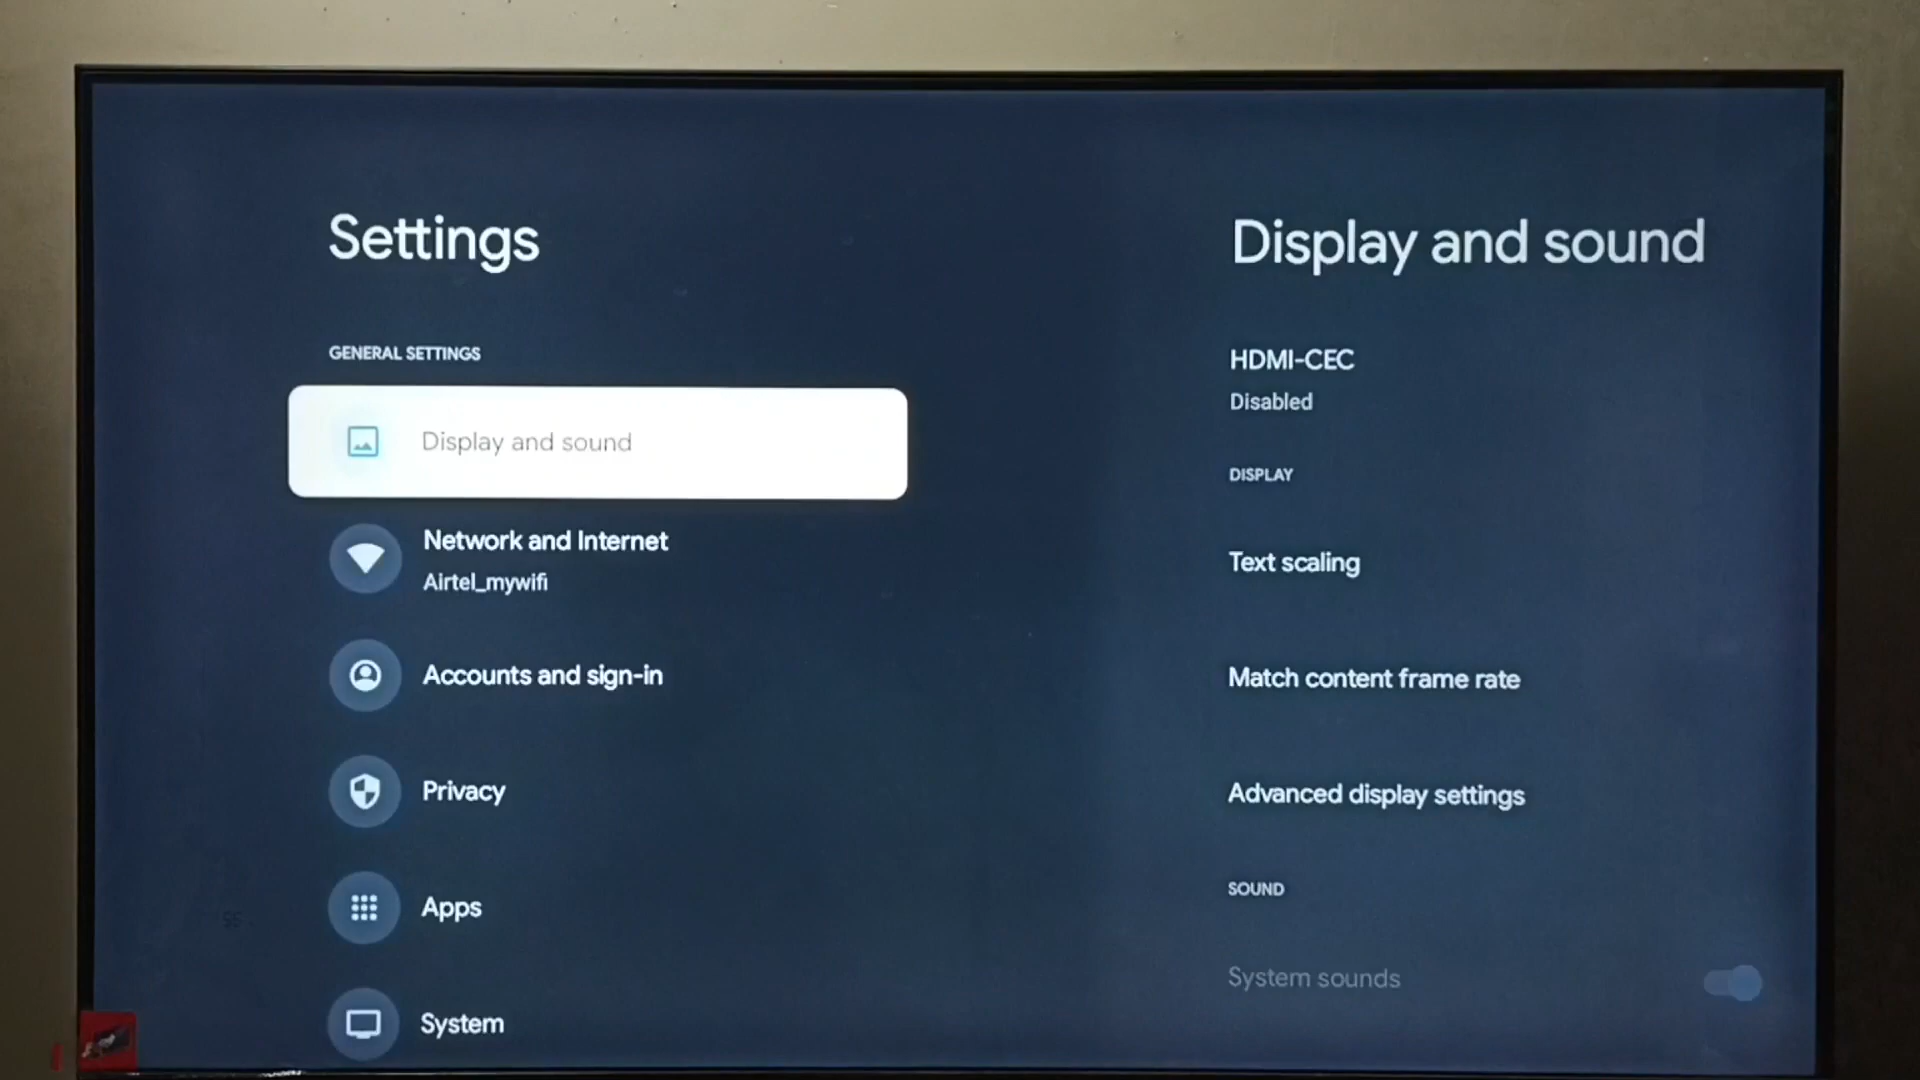 Settings
GENERAL SETTINGS
Display and sound
Network and Internet
Airtel_mywifi
Accounts and sign-in
Privacy
Apps
System
Display and sound
HDMI-CEC
Disabled
DISPLAY
Text scaling
Match content frame rate
Advanced display settings
SOUND
System sounds